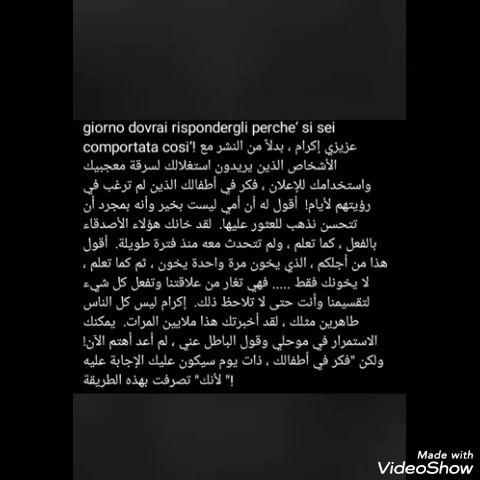 giorno dovrai rispondergli perche‘ si sei
comportata cosi‘! عزيزي إكرام ، بدلاً من النشر مع
الأشخاص الذين يريدون استغلالك لسرقة معجبيك
واستخدامك للإعلان ، فكر في أطفالك الذين لم ترغب في
رؤيتهم لأيام! أقول له أن أمي ليست بخير وأنه بمجرد أن
تتحسن نذهب للعثور عليها. لقد خانك هؤلاء الأصدقاء
بالفعل ، كما تعلم ، ولم تتحدث معه منذ فترة طويلة. أقول
هذا من أجلكم ، الذي يخون مرة واحدة يخون ، ثم كما تعلم ،
لا يخونك فقط ..... فهي تغار من علاقتنا وتفعل كل شيء
لتقسيمنا وأنت حتى لا تلاحظ ذلك. إكرام ليس كل الناس
طاهرين مثلك ، لقد أخبرتك هذا ملايين المرات. يمكنك
الاستمرار في موحلي وقول الباطل عني ، لم أعد أهتم الآن!
ولكن "فكر في أطفالك ، ذات يوم سيكون عليك الإجابة عليه
لأنك" تصرفت بهذه الطريقة "!
Made with
VideoShow